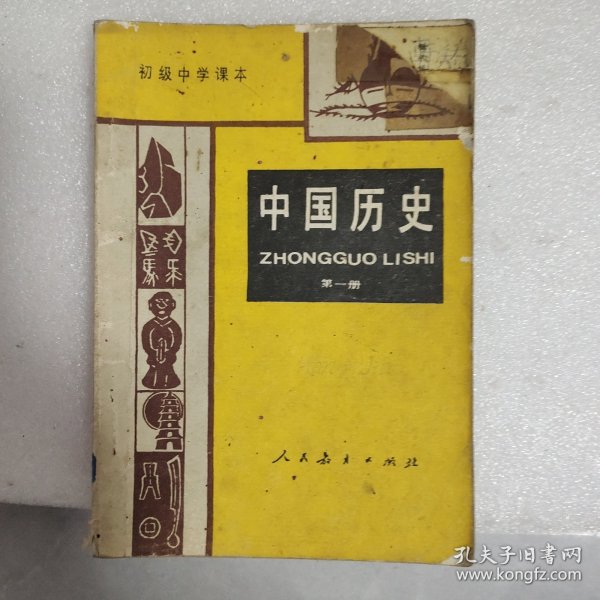 初级中学课本
中国历史
ZHONGGUO LISHI
第一册
人民教育出版社
孔夫子旧书网
www.kongfz.com